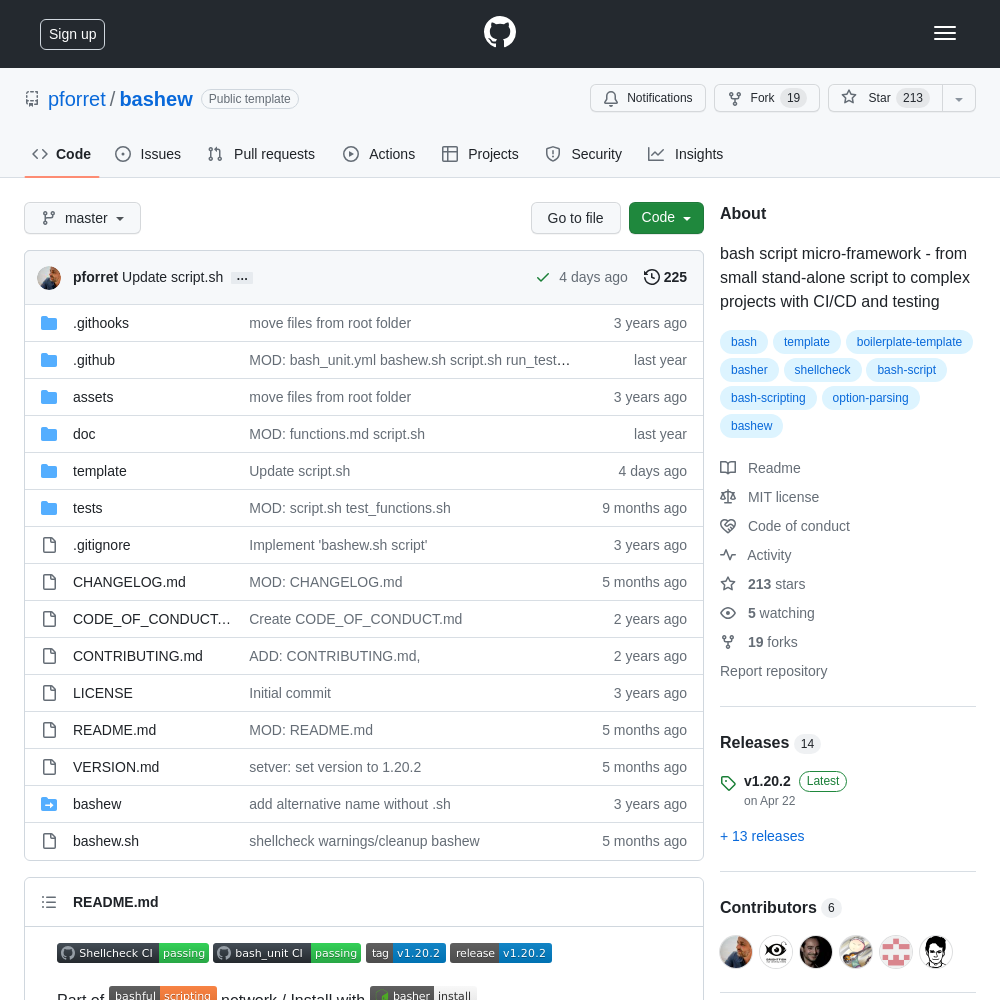 Sign up
pforret / bashew Public template
Notifications Fork 19 Star 213
Code Issues Pull requests Actions Projects Security Insights
master Go to file Code
pforret Update script.sh ... 4 days ago 225
.githooks move files from root folder 3 years ago
.github MOD: bash_unit.yml bashew.sh script.sh run_test… last year
assets move files from root folder 3 years ago
doc MOD: functions.md script.sh last year
template Update script.sh 4 days ago
tests MOD: script.sh test_functions.sh 9 months ago
.gitignore Implement 'bashew.sh script' 3 years ago
CHANGELOG.md MOD: CHANGELOG.md 5 months ago
CODE_OF_CONDUCT… Create CODE_OF_CONDUCT.md 2 years ago
CONTRIBUTING.md ADD: CONTRIBUTING.md, 2 years ago
LICENSE Initial commit 3 years ago
README.md MOD: README.md 5 months ago
VERSION.md setver: set version to 1.20.2 5 months ago
bashew add alternative name without .sh 3 years ago
bashew.sh shellcheck warnings/cleanup bashew 5 months ago
README.md
Shellcheck CI passing bash_unit CI passing tag v1.20.2 release v1.20.2
Part of bashful scripting network / Install with basher install
About
bash script micro-framework - from
small stand-alone script to complex
projects with CI/CD and testing
bash template boilerplate-template
basher shellcheck bash-script
bash-scripting option-parsing
bashew
Readme
MIT license
Code of conduct
Activity
213 stars
5 watching
19 forks
Report repository
Releases 14
v1.20.2 Latest
on Apr 22
+ 13 releases
Contributors 6